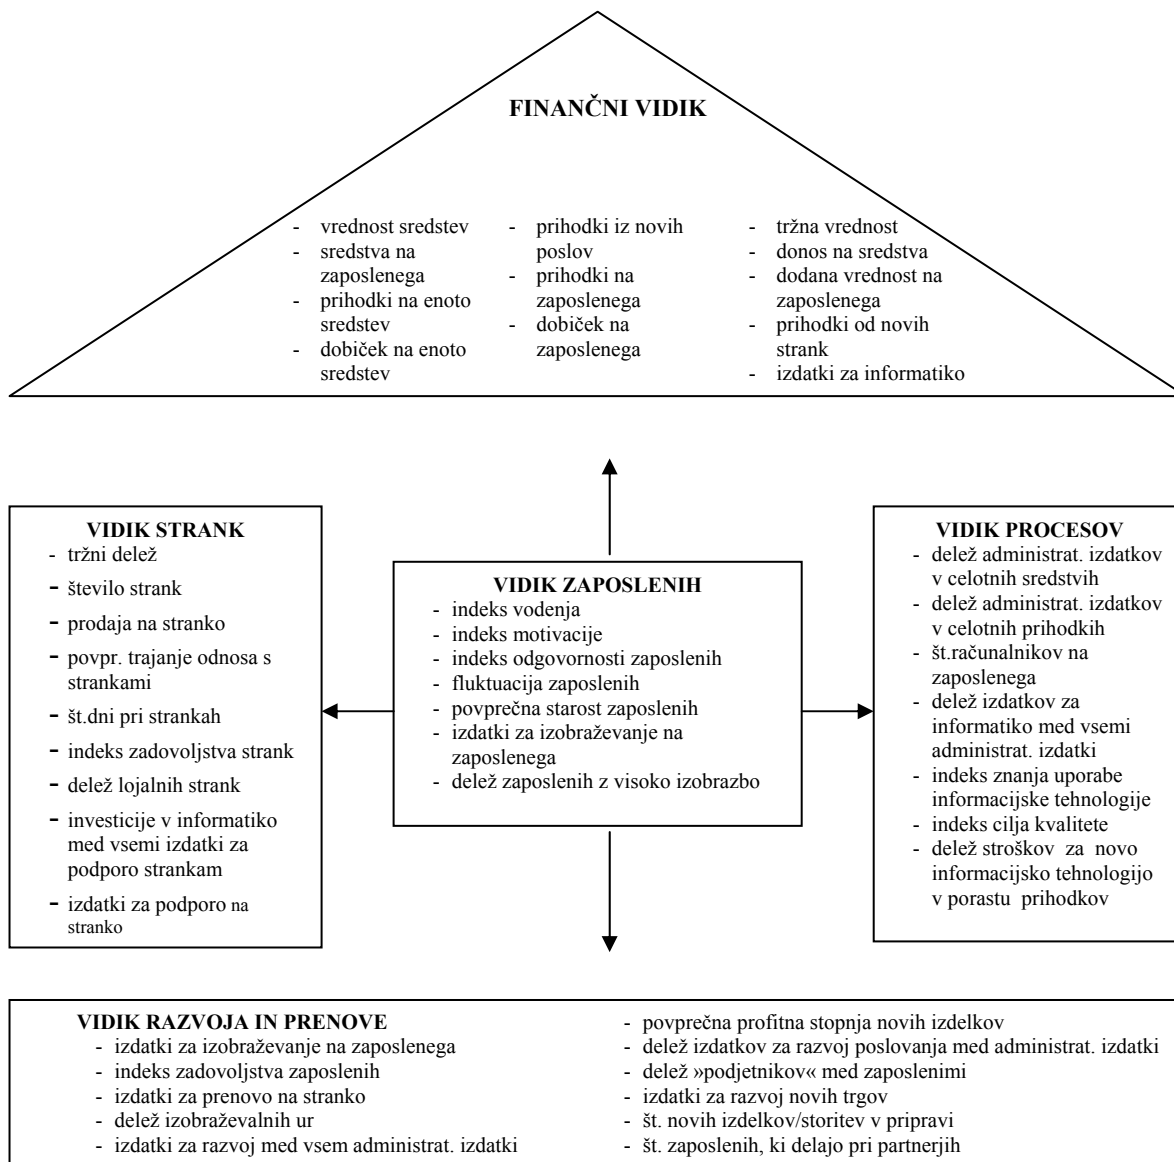 FINANČNI VIDIK
- vrednost sredstev
- sredstva na
zaposlenega
- prihodki na enoto
sredstev
- dobiček na enoto
sredstev
- prihodki iz novih
poslov
- prihodki na
zaposlenega
- dobiček na
zaposlenega
- tržna vrednost
- donos na sredstva
- dodana vrednost na
zaposlenega
- prihodki od novih
strank
- izdatki za informatiko
VIDIK STRANK
- tržni delež
- število strank
- prodaja na stranko
- povpr. trajanje odnosa s
strankami
- št.dni pri strankah
- indeks zadovoljstva strank
- delež lojalnih strank
- investicije v informatiko
med vsemi izdatki za
podporo strankam
- izdatki za podporo na
stranko
VIDIK ZAPOSLENIH
- indeks vodenja
- indeks motivacije
- indeks odgovornosti zaposlenih
- fluktuacija zaposlenih
- povprečna starost zaposlenih
- izdatki za izobraževanje na
zaposlenega
- delež zaposlenih z visoko izobrazbo
VIDIK PROCESOV
- delež administrat. izdatkov
v celotnih sredstvih
- delež administrat. izdatkov
v celotnih prihodkih
- št.računalnikov na
zaposlenega
- delež izdatkov za
informatiko med vsemi
administrat. izdatki
- indeks znanja uporabe
informacijske tehnologije
- indeks cilja kvalitete
- delež stroškov za novo
informacijsko tehnologijo
v porastu prihodkov
VIDIK RAZVOJA IN PRENOVE
- izdatki za izobraževanje na zaposlenega
- indeks zadovoljstva zaposlenih
- izdatki za prenovo na stranko
- delež izobraževalnih ur
- izdatki za razvoj med vsem administrat. izdatki
- povprečna profitna stopnja novih izdelkov
- delež izdatkov za razvoj poslovanja med administrat. izdatki
- delež »podjetnikov« med zaposlenimi
- izdatki za razvoj novih trgov
- št. novih izdelkov/storitev v pripravi
- št. zaposlenih, ki delajo pri partnerjih